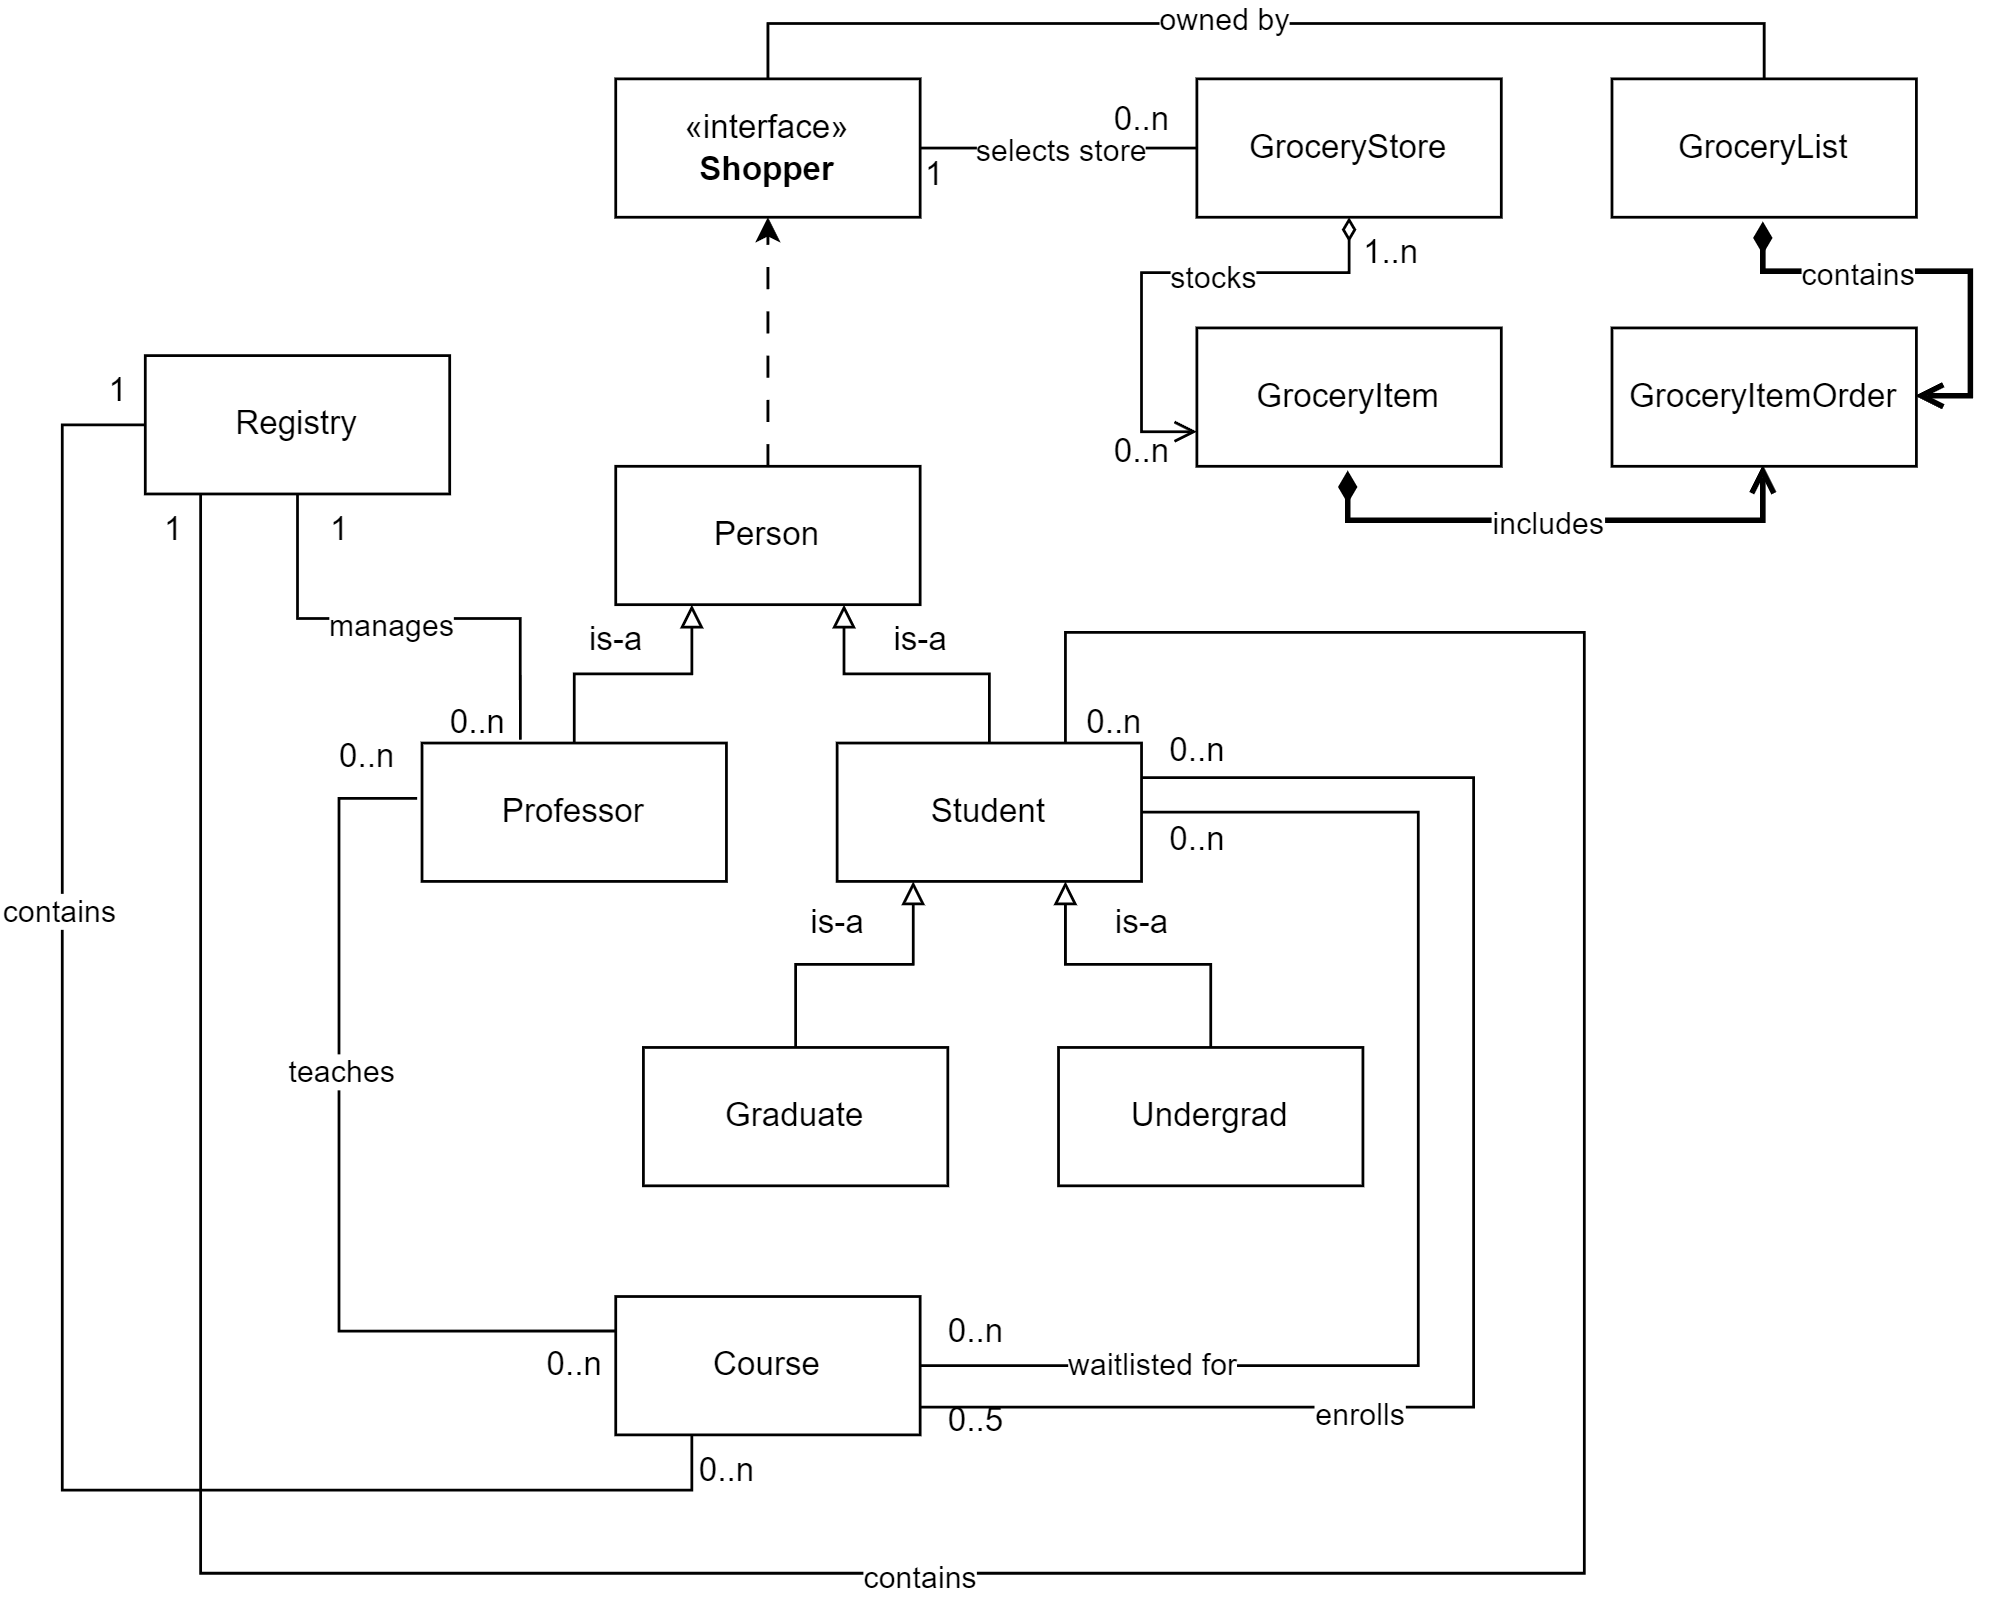 owned by
«interface»
Shopper
1
selects store
0..n
GroceryStore
GroceryList
1..n
stocks
contains
0..n
GroceryItem
GroceryItemOrder
includes
1
Registry
1
1
Person
manages
is-a
is-a
0..n
0..n
0..n
0..n
Professor
Student
0..n
is-a
is-a
contains
teaches
Graduate
Undergrad
0..n
0..n
Course
waitlisted for
0..5
enrolls
0..n
contains